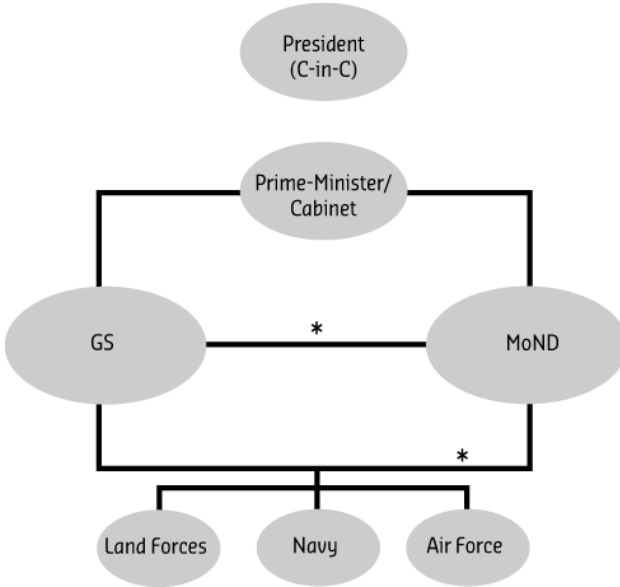 President
(C-in-C)
Prime-Minister/
Cabinet
GS
*
MoND
*
Land Forces
Navy
Air Force